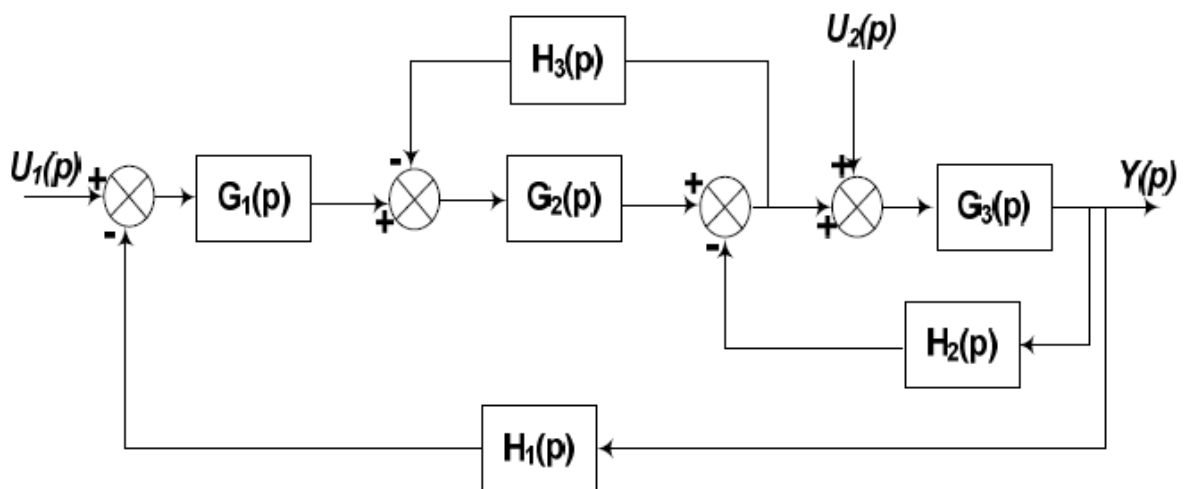 U₂(p)
H₃(p)
U₁(p)
+
-
G₁(p)
-
+
G₂(p)
+
-
+
+
G₃(p)
Y(p)
H₂(p)
H₁(p)